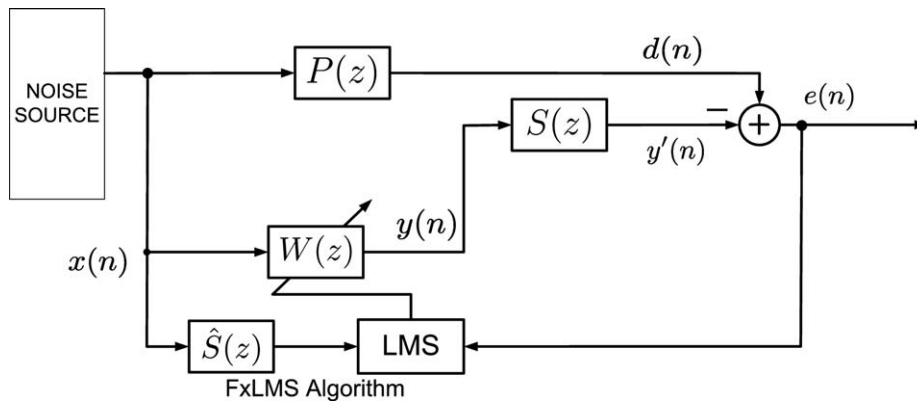 NOISE
SOURCE
P(z)
d(n)
e(n)
S(z)
−
+
y′(n)
x(n)
W(z)
y(n)
Ŝ(z)
LMS
FxLMS Algorithm